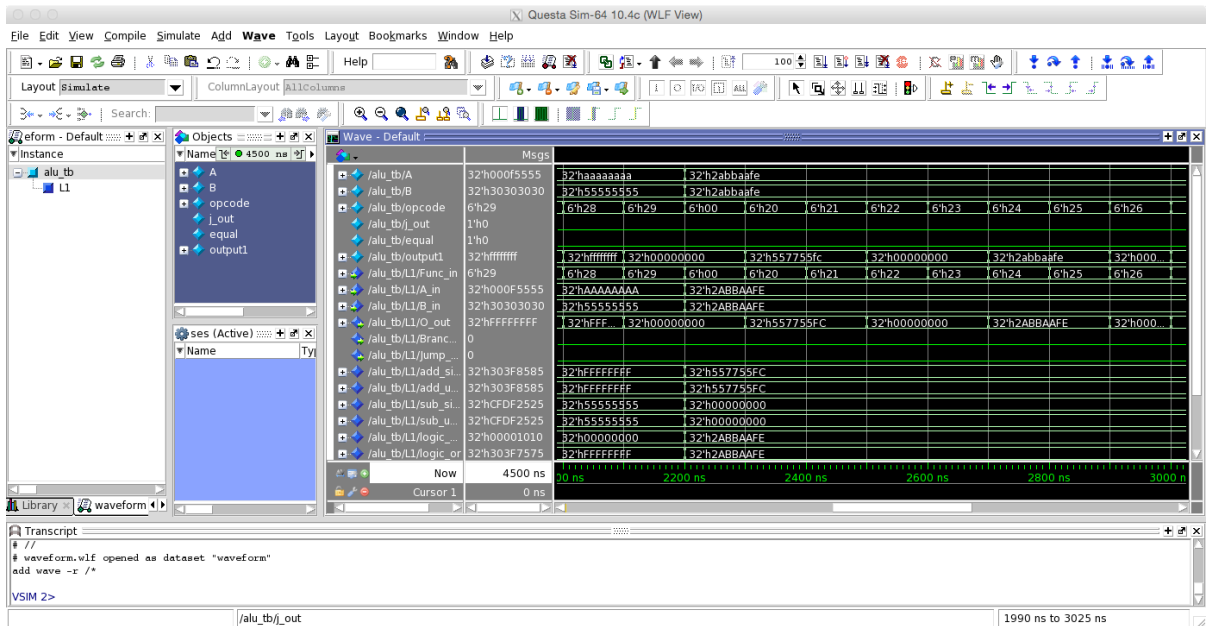 Questa Sim-64 10.4c (WLF View)
File Edit View Compile Simulate Add Wave Tools Layout Bookmarks Window Help
Help 100
Layout Simulate ColumnLayout AllColumns ALL
Search:
eform - Default Objects Wave - Default
Instance Name 4500 ns Msgs
alu_tb
L1
A
B
opcode
j_out
equal
output1
/alu_tb/A 32'h000f5555 32'haaaaaaaa 32'h2abbaafe
/alu_tb/B 32'h30303030 32'h55555555 32'h2abbaafe
/alu_tb/opcode 6'h29 6'h28 6'h29 6'h00 6'h20 6'h21 6'h22 6'h23 6'h24 6'h25 6'h26
/alu_tb/j_out 1'h0
/alu_tb/equal 1'h0
/alu_tb/output1 32'hffffffff 32'hffffffff 32'h00000000 32'h557755fc 32'h00000000 32'h2abbaafe 32'h000...
/alu_tb/L1/Func_in 6'h29 6'h28 6'h29 6'h00 6'h20 6'h21 6'h22 6'h23 6'h24 6'h25 6'h26
/alu_tb/L1/A_in 32'h000F5555 32'hAAAAAAAA 32'h2ABBAAFE
/alu_tb/L1/B_in 32'h30303030 32'h55555555 32'h2ABBAAFE
/alu_tb/L1/O_out 32'hFFFFFFFF 32'hFFF... 32'h00000000 32'h557755FC 32'h00000000 32'h2ABBAAFE 32'h000...
/alu_tb/L1/Branc... 0
/alu_tb/L1/Jump_... 0
/alu_tb/L1/add_si... 32'h303F8585 32'hFFFFFFFF 32'h557755FC
/alu_tb/L1/add_u... 32'h303F8585 32'hFFFFFFFF 32'h557755FC
/alu_tb/L1/sub_si... 32'hCFDF2525 32'h55555555 32'h00000000
/alu_tb/L1/sub_u... 32'hCFDF2525 32'h55555555 32'h00000000
/alu_tb/L1/logic_... 32'h00001010 32'h00000000 32'h2ABBAAFE
/alu_tb/L1/logic_or 32'h303F7575 32'hFFFFFFFF 32'h2ABBAAFE
Now 4500 ns 00 ns 2200 ns 2400 ns 2600 ns 2800 ns 3000 n
Cursor 1 0 ns
ses (Active)
Name Ty
Library waveform
Transcript
# //
# waveform.wlf opened as dataset "waveform"
add wave -r /*
VSIM 2>
/alu_tb/j_out 1990 ns to 3025 ns